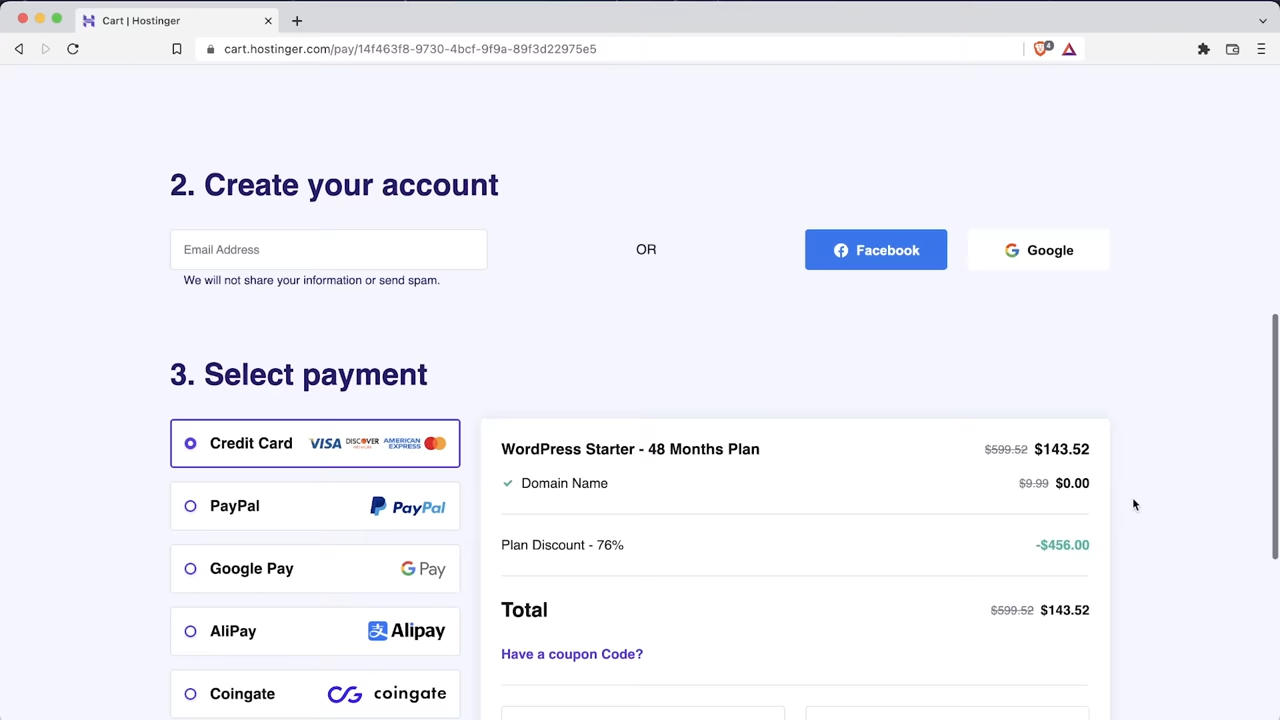 Cart | Hostinger
cart.hostinger.com/pay/14f463f8-9730-4bcf-9f9a-89f3d22975e5
4
2. Create your account
Email Address
OR
Facebook
Google
We will not share your information or send spam.
3. Select payment
Credit Card VISA DISCOVER AMERICAN EXPRESS
WordPress Starter - 48 Months Plan $599.52 $143.52
Domain Name $9.99 $0.00
PayPal PayPal
Plan Discount - 76% -$456.00
Google Pay G Pay
Total $599.52 $143.52
AliPay 支 Alipay
Have a coupon Code?
Coingate coingate